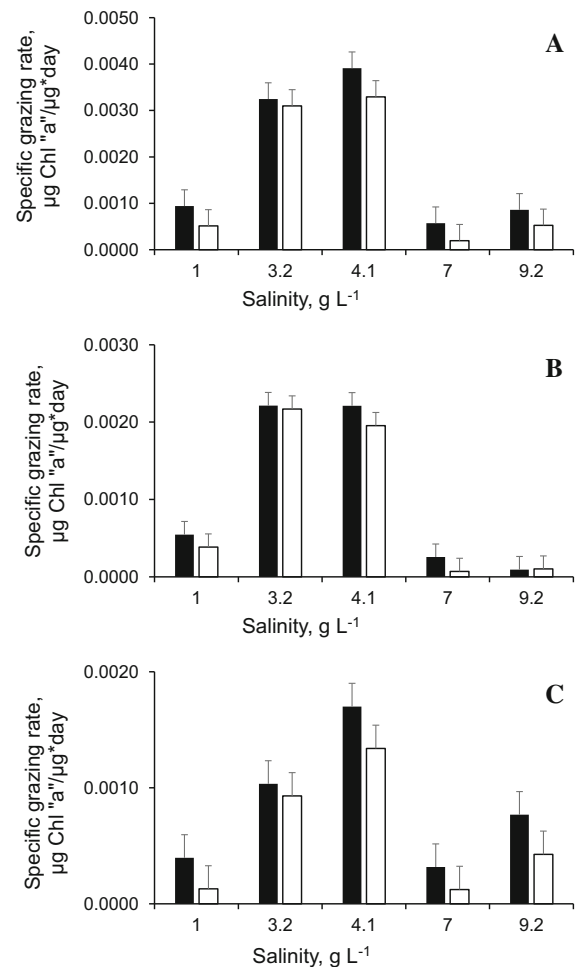 Specific grazing rate,
µg Chl "a"/µg*day
A
0.0050
0.0040
0.0030
0.0020
0.0010
0.0000
1 3.2 4.1 7 9.2
Salinity, g L⁻¹
Specific grazing rate,
µg Chl "a"/µg*day
B
0.0030
0.0020
0.0010
0.0000
1 3.2 4.1 7 9.2
Salinity, g L⁻¹
Specific grazing rate,
µg Chl "a"/µg*day
C
0.0020
0.0010
0.0000
1 3.2 4.1 7 9.2
Salinity, g L⁻¹